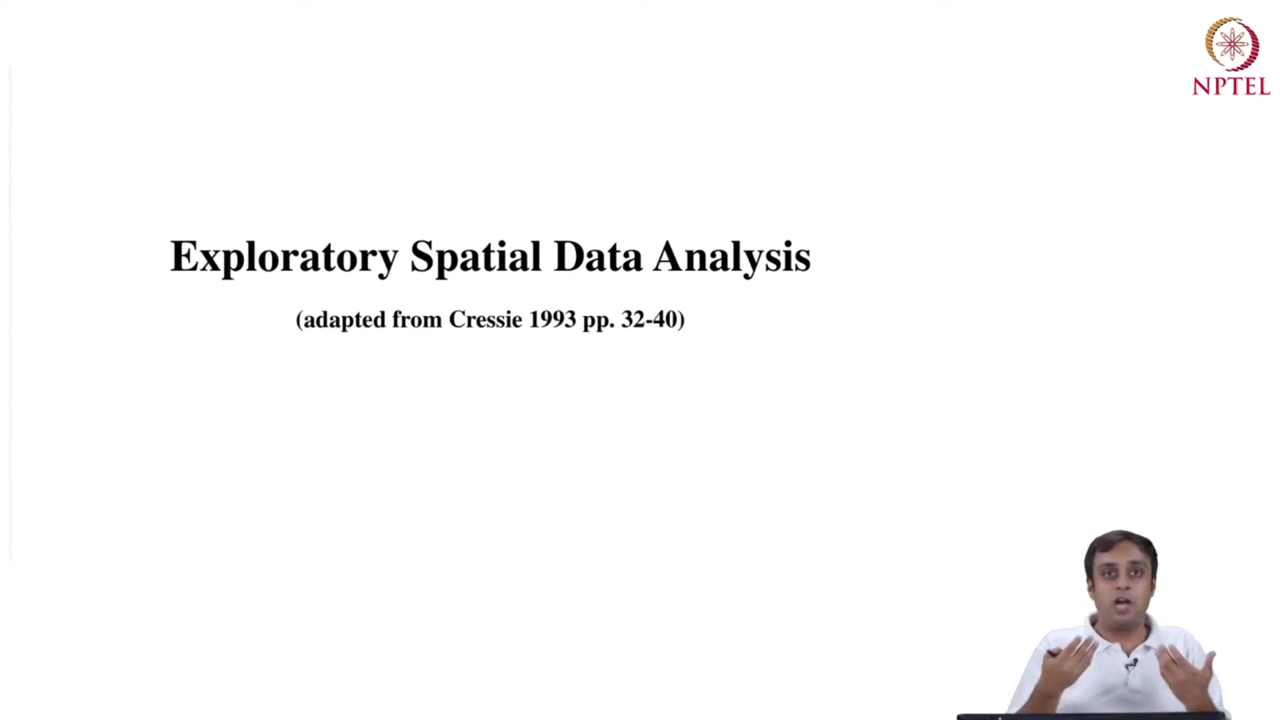 NPTEL
Exploratory Spatial Data Analysis
(adapted from Cressie 1993 pp. 32-40)